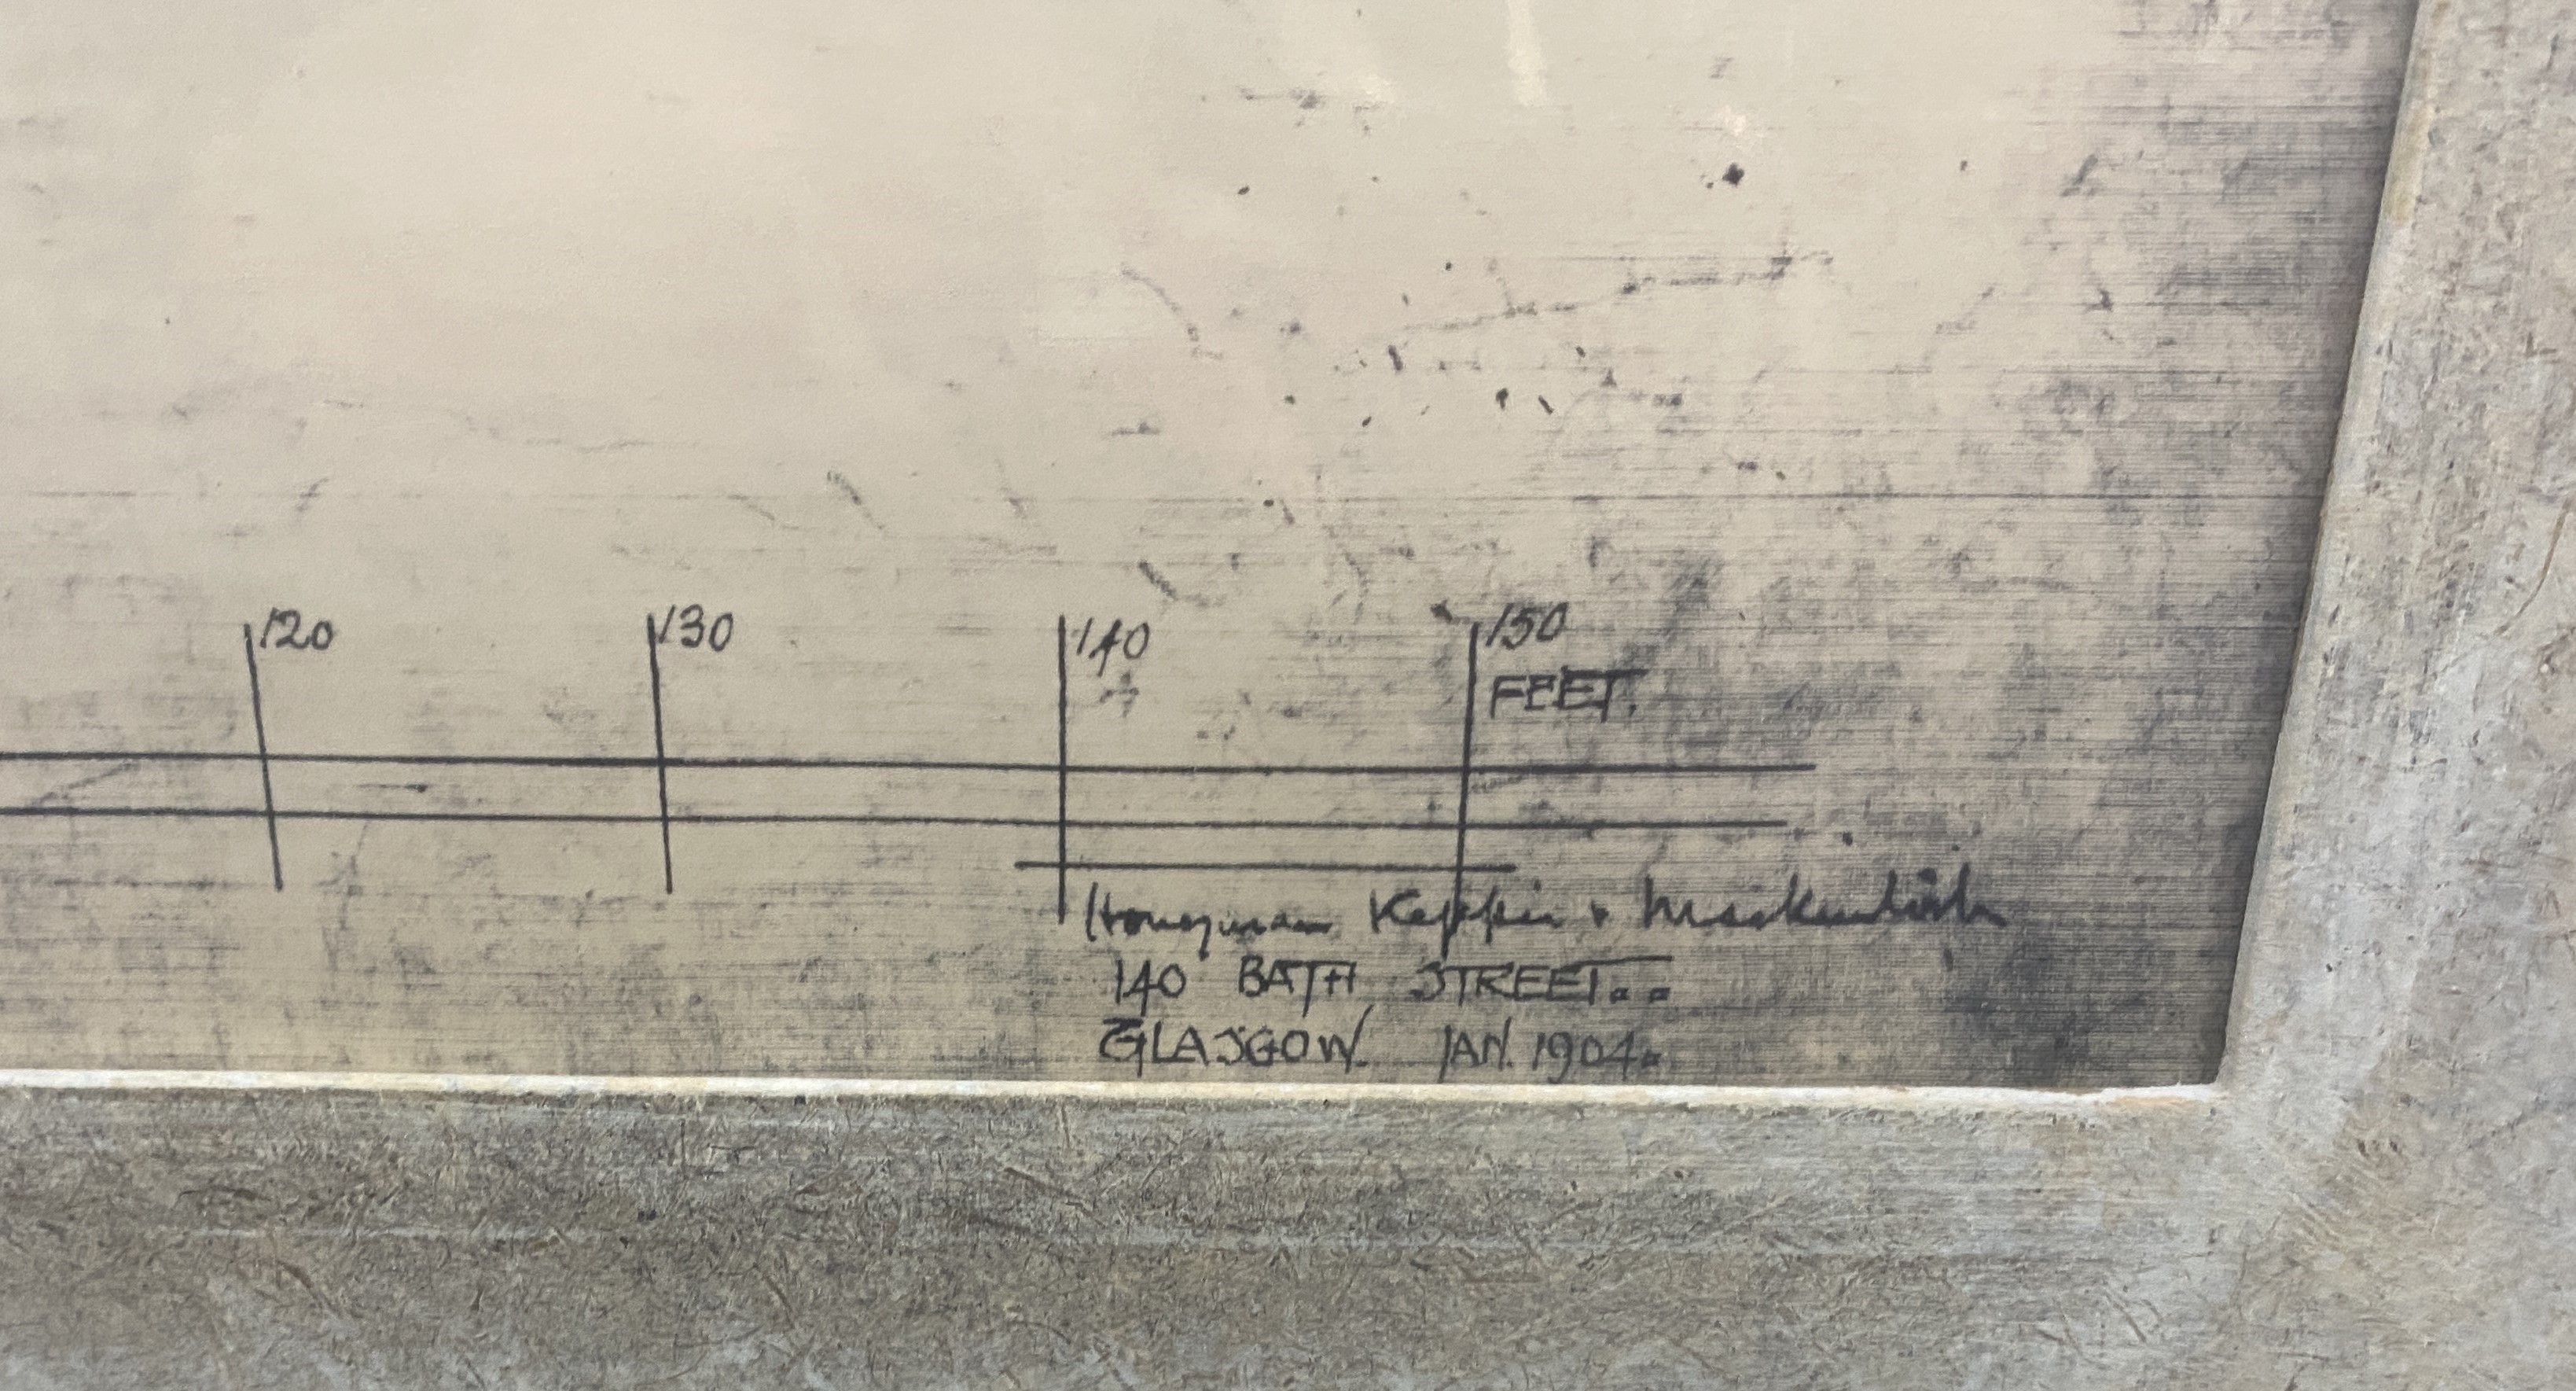 120 130 140 150
FEET.
Honeyman Keppie + Mackintosh
140 BATH STREET..
GLASGOW. JAN. 1904.